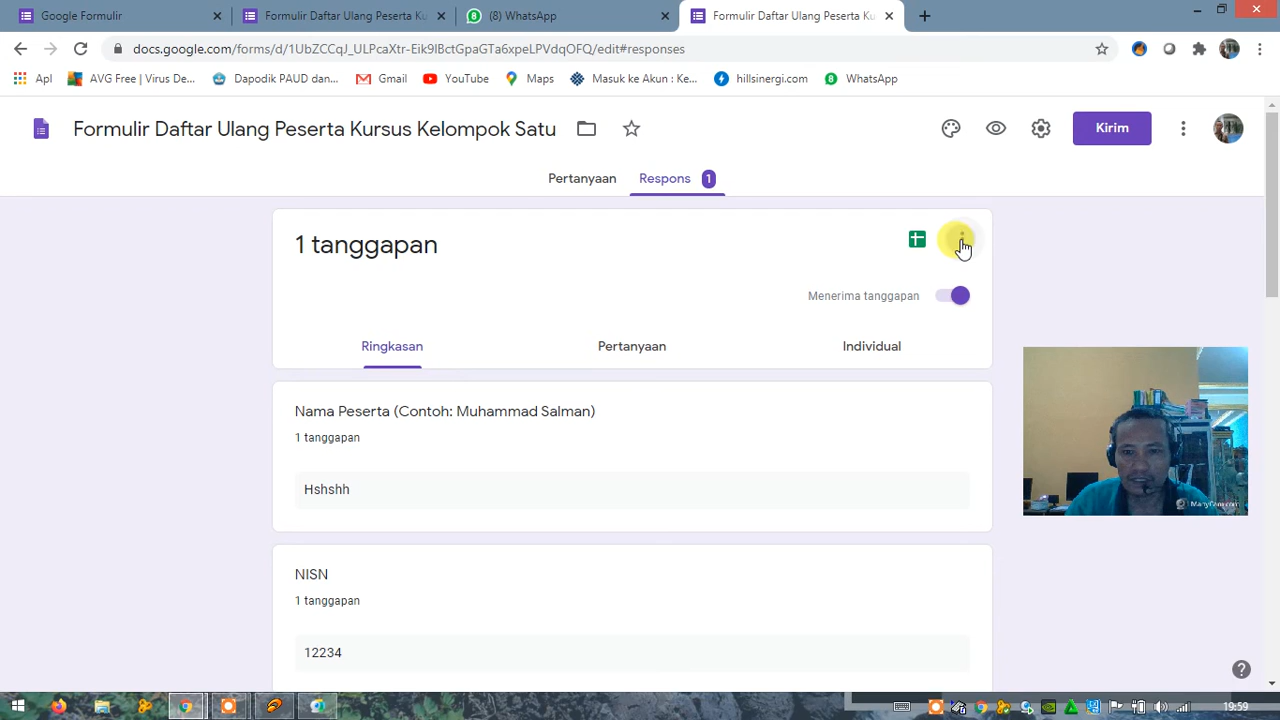 Google Formulir
Formulir Daftar Ulang Peserta Ku
(8) WhatsApp
Formulir Daftar Ulang Peserta Ku
docs.google.com/forms/d/1UbZCCqJ_ULPcaXtr-Eik9lBctGpaGTa6xpeLPVdqOFQ/edit#responses
Apl
AVG Free | Virus De...
Dapodik PAUD dan...
Gmail
YouTube
Maps
Masuk ke Akun : Ke...
hillsinergi.com
WhatsApp
Formulir Daftar Ulang Peserta Kursus Kelompok Satu
Kirim
Pertanyaan
Respons 1
1 tanggapan
Menerima tanggapan
Ringkasan
Pertanyaan
Individual
Nama Peserta (Contoh: Muhammad Salman)
1 tanggapan
Hshshh
NISN
1 tanggapan
12234
ManyCam.com
19:59